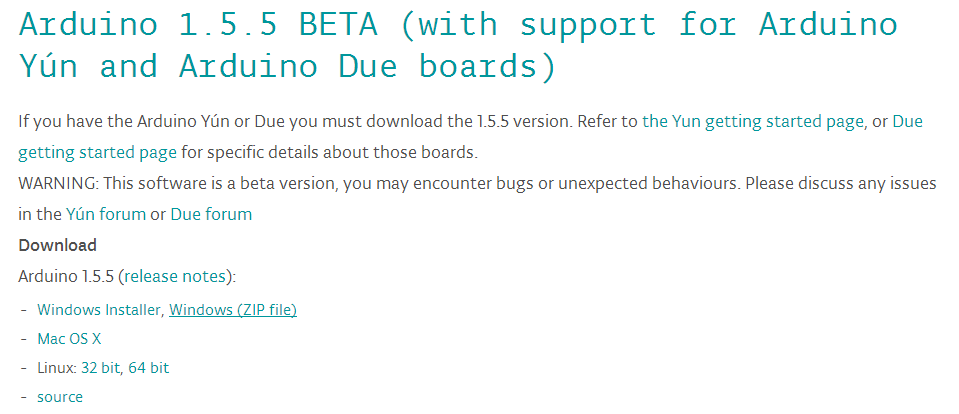 Arduino 1.5.5 BETA (with support for Arduino
Yún and Arduino Due boards)
If you have the Arduino Yún or Due you must download the 1.5.5 version. Refer to the Yun getting started page, or Due
getting started page for specific details about those boards.
WARNING: This software is a beta version, you may encounter bugs or unexpected behaviours. Please discuss any issues
in the Yún forum or Due forum
Download
Arduino 1.5.5 (release notes):
- Windows Installer, Windows (ZIP file)
- Mac OS X
- Linux: 32 bit, 64 bit
- source